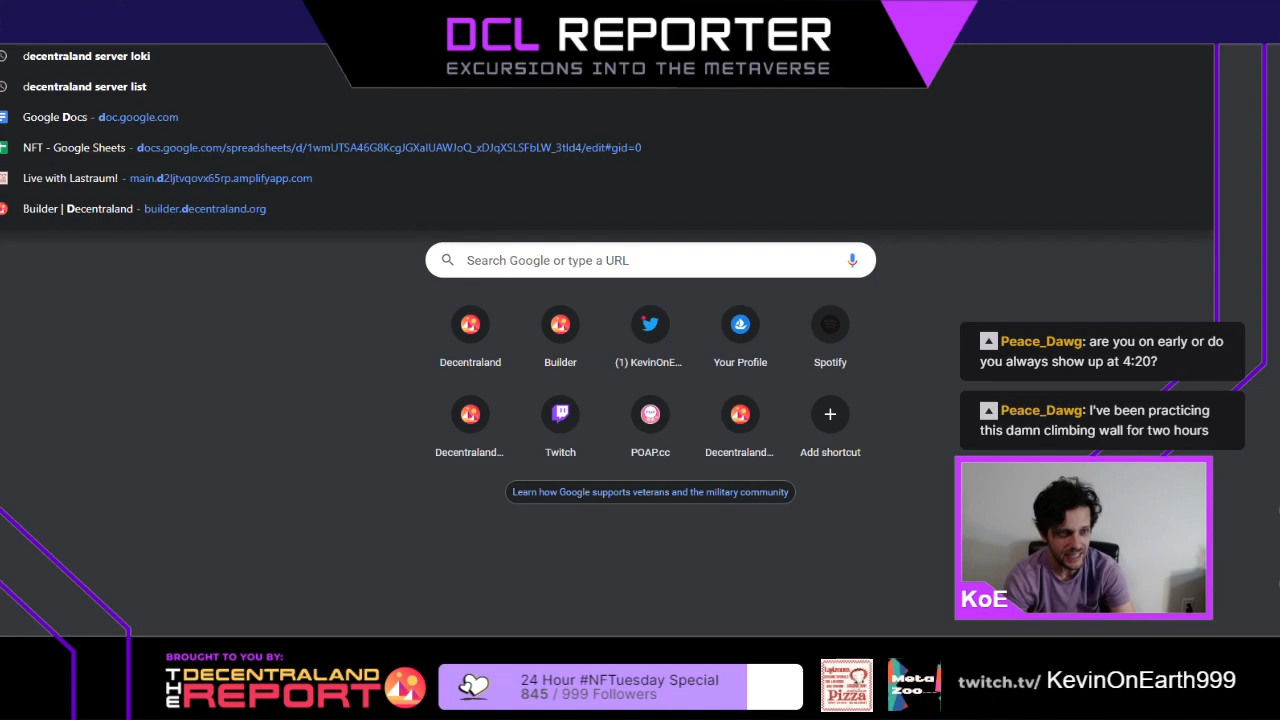 DCL REPORTER
EXCURSIONS INTO THE METAVERSE
decentraland server loki
decentraland server list
Google Docs - doc.google.com
NFT - Google Sheets - docs.google.com/spreadsheets/d/1wmUTSA46G8KcgJGXaIUAWJoQ_xDJqXSLSFbLW_3tId4/edit#gid=0
Live with Lastraum! - main.d2ljtvqovx65rp.amplifyapp.com
Builder | Decentraland - builder.decentraland.org
Search Google or type a URL
Decentraland
Builder
(1) KevinOnE...
Your Profile
Spotify
Decentraland...
Twitch
POAP.cc
Decentraland...
Add shortcut
Learn how Google supports veterans and the military community
Peace_Dawg: are you on early or do
you always show up at 4:20?
Peace_Dawg: I've been practicing
this damn climbing wall for two hours
KoE
BROUGHT TO YOU BY:
THE DECENTRALAND
REPORT
24 Hour #NFTuesday Special
845 / 999 Followers
Pizza
Meta
Zoo...
twitch.tv/ KevinOnEarth999